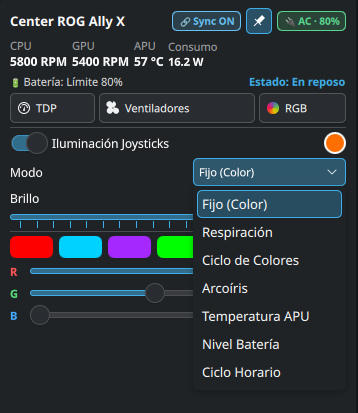 Center ROG Ally X
Sync ON
AC - 80%
CPU GPU APU Consumo
5800 RPM 5400 RPM 57 °C 16.2 W
Batería: Límite 80% Estado: En reposo
TDP Ventiladores RGB
Iluminación Joysticks
Modo Fijo (Color)
Brillo
Fijo (Color)
Respiración
Ciclo de Colores
Arcoíris
Temperatura APU
Nivel Batería
Ciclo Horario
R
G
B